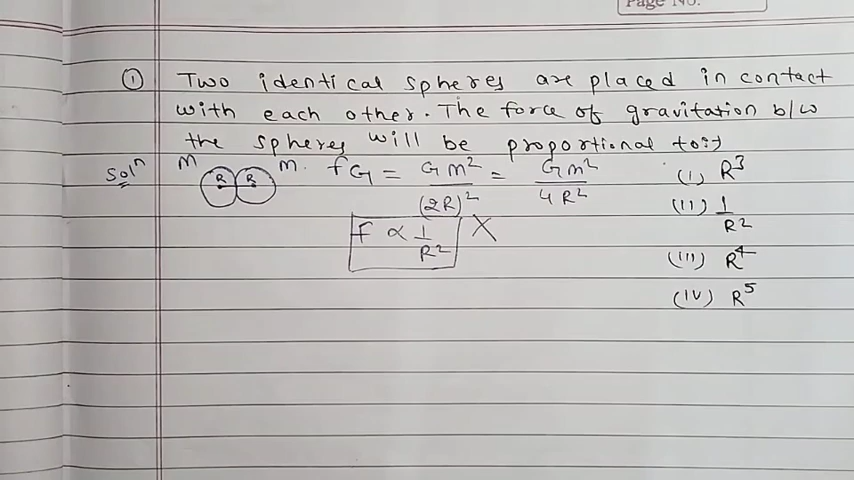 Page No.
① Two identical spheres are placed in contact
with each other. The force of gravitation b/w
the spheres will be proportional to:→
Solⁿ M R R m. fG = Gm²/(2R)² = Gm²/4R² (i) R³
F ∝ 1/R² X (ii) 1/R²
(iii) R⁴
(iv) R⁵